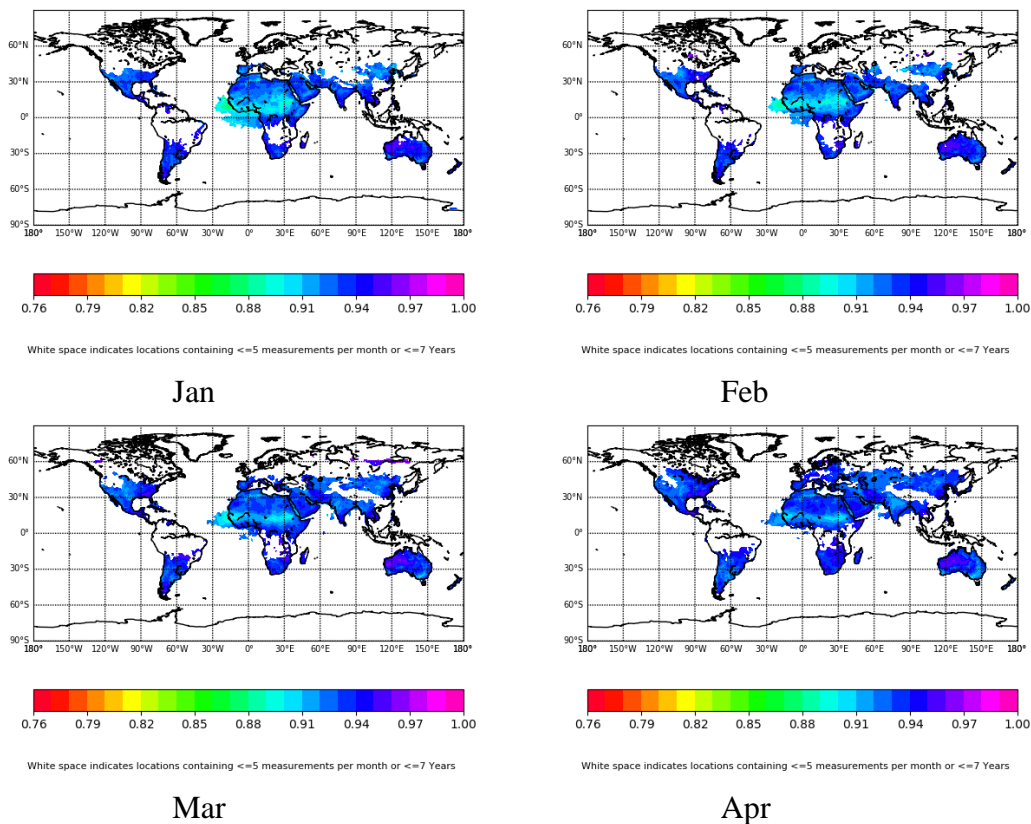 60°N 60°N
30°N 30°N
0° 0°
30°S 30°S
60°S 60°S
90°S 90°S
180° 150°W 120°W 90°W 60°W 30°W 0° 30°E 60°E 90°E 120°E 150°E 180° 180° 150°W 120°W 90°W 60°W 30°W 0° 30°E 60°E 90°E 120°E 150°E 180°
0.76 0.79 0.82 0.85 0.88 0.91 0.94 0.97 1.00 0.76 0.79 0.82 0.85 0.88 0.91 0.94 0.97 1.00
White space indicates locations containing <=5 measurements per month or <=7 Years White space indicates locations containing <=5 measurements per month or <=7 Years
Jan Feb
60°N 60°N
30°N 30°N
0° 0°
30°S 30°S
60°S 60°S
90°S 90°S
180° 150°W 120°W 90°W 60°W 30°W 0° 30°E 60°E 90°E 120°E 150°E 180° 180° 150°W 120°W 90°W 60°W 30°W 0° 30°E 60°E 90°E 120°E 150°E 180°
0.76 0.79 0.82 0.85 0.88 0.91 0.94 0.97 1.00 0.76 0.79 0.82 0.85 0.88 0.91 0.94 0.97 1.00
White space indicates locations containing <=5 measurements per month or <=7 Years White space indicates locations containing <=5 measurements per month or <=7 Years
Mar Apr